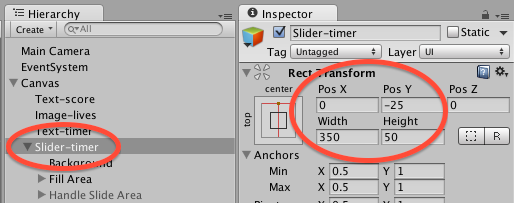 Hierarchy
Create
All
Main Camera
EventSystem
Canvas
Text-score
Image-lives
Text-timer
Slider-timer
Background
Fill Area
Handle Slide Area
Inspector
Slider-timer
Static
Tag Untagged Layer UI
Rect Transform
center
top
Pos X Pos Y Pos Z
0 -25 0
Width Height
350 50
R
Anchors
Min X 0.5 Y 1
Max X 0.5 Y 1